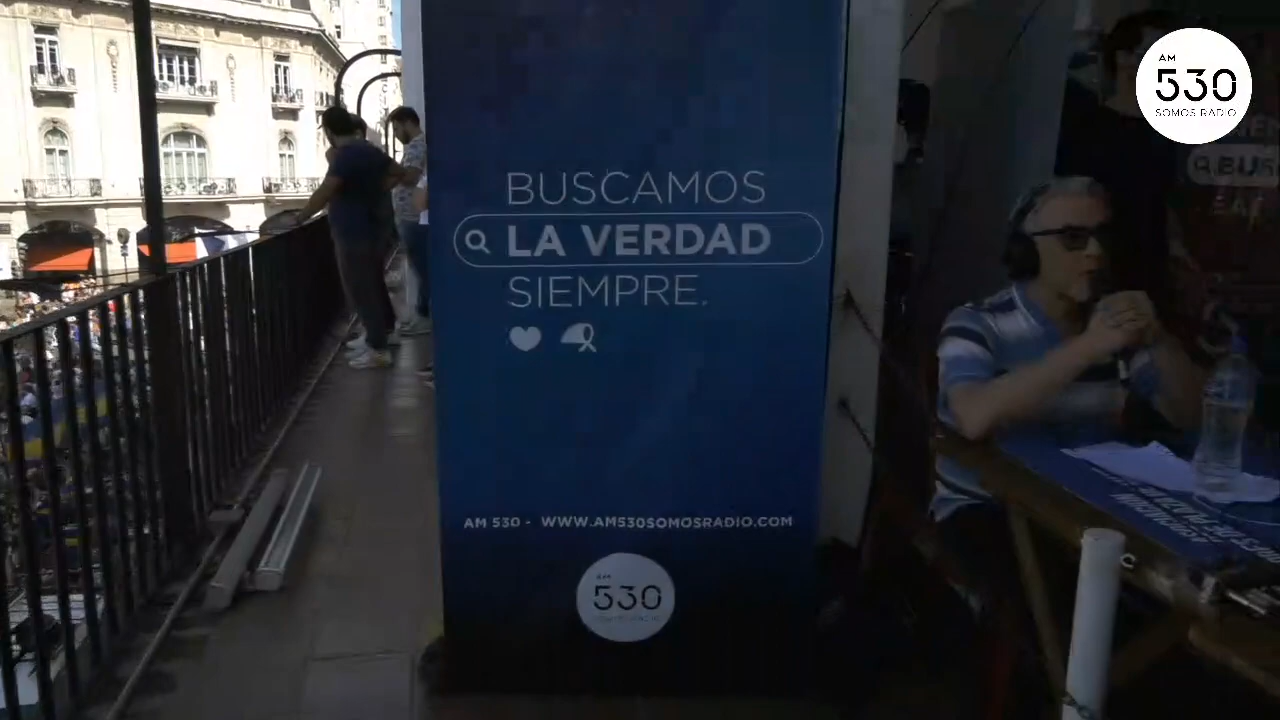 BUSCAMOS
LA VERDAD
SIEMPRE.
AM 530 - WWW.AM530SOMOSRADIO.COM
AM
530
AM
530
SOMOS RADIO